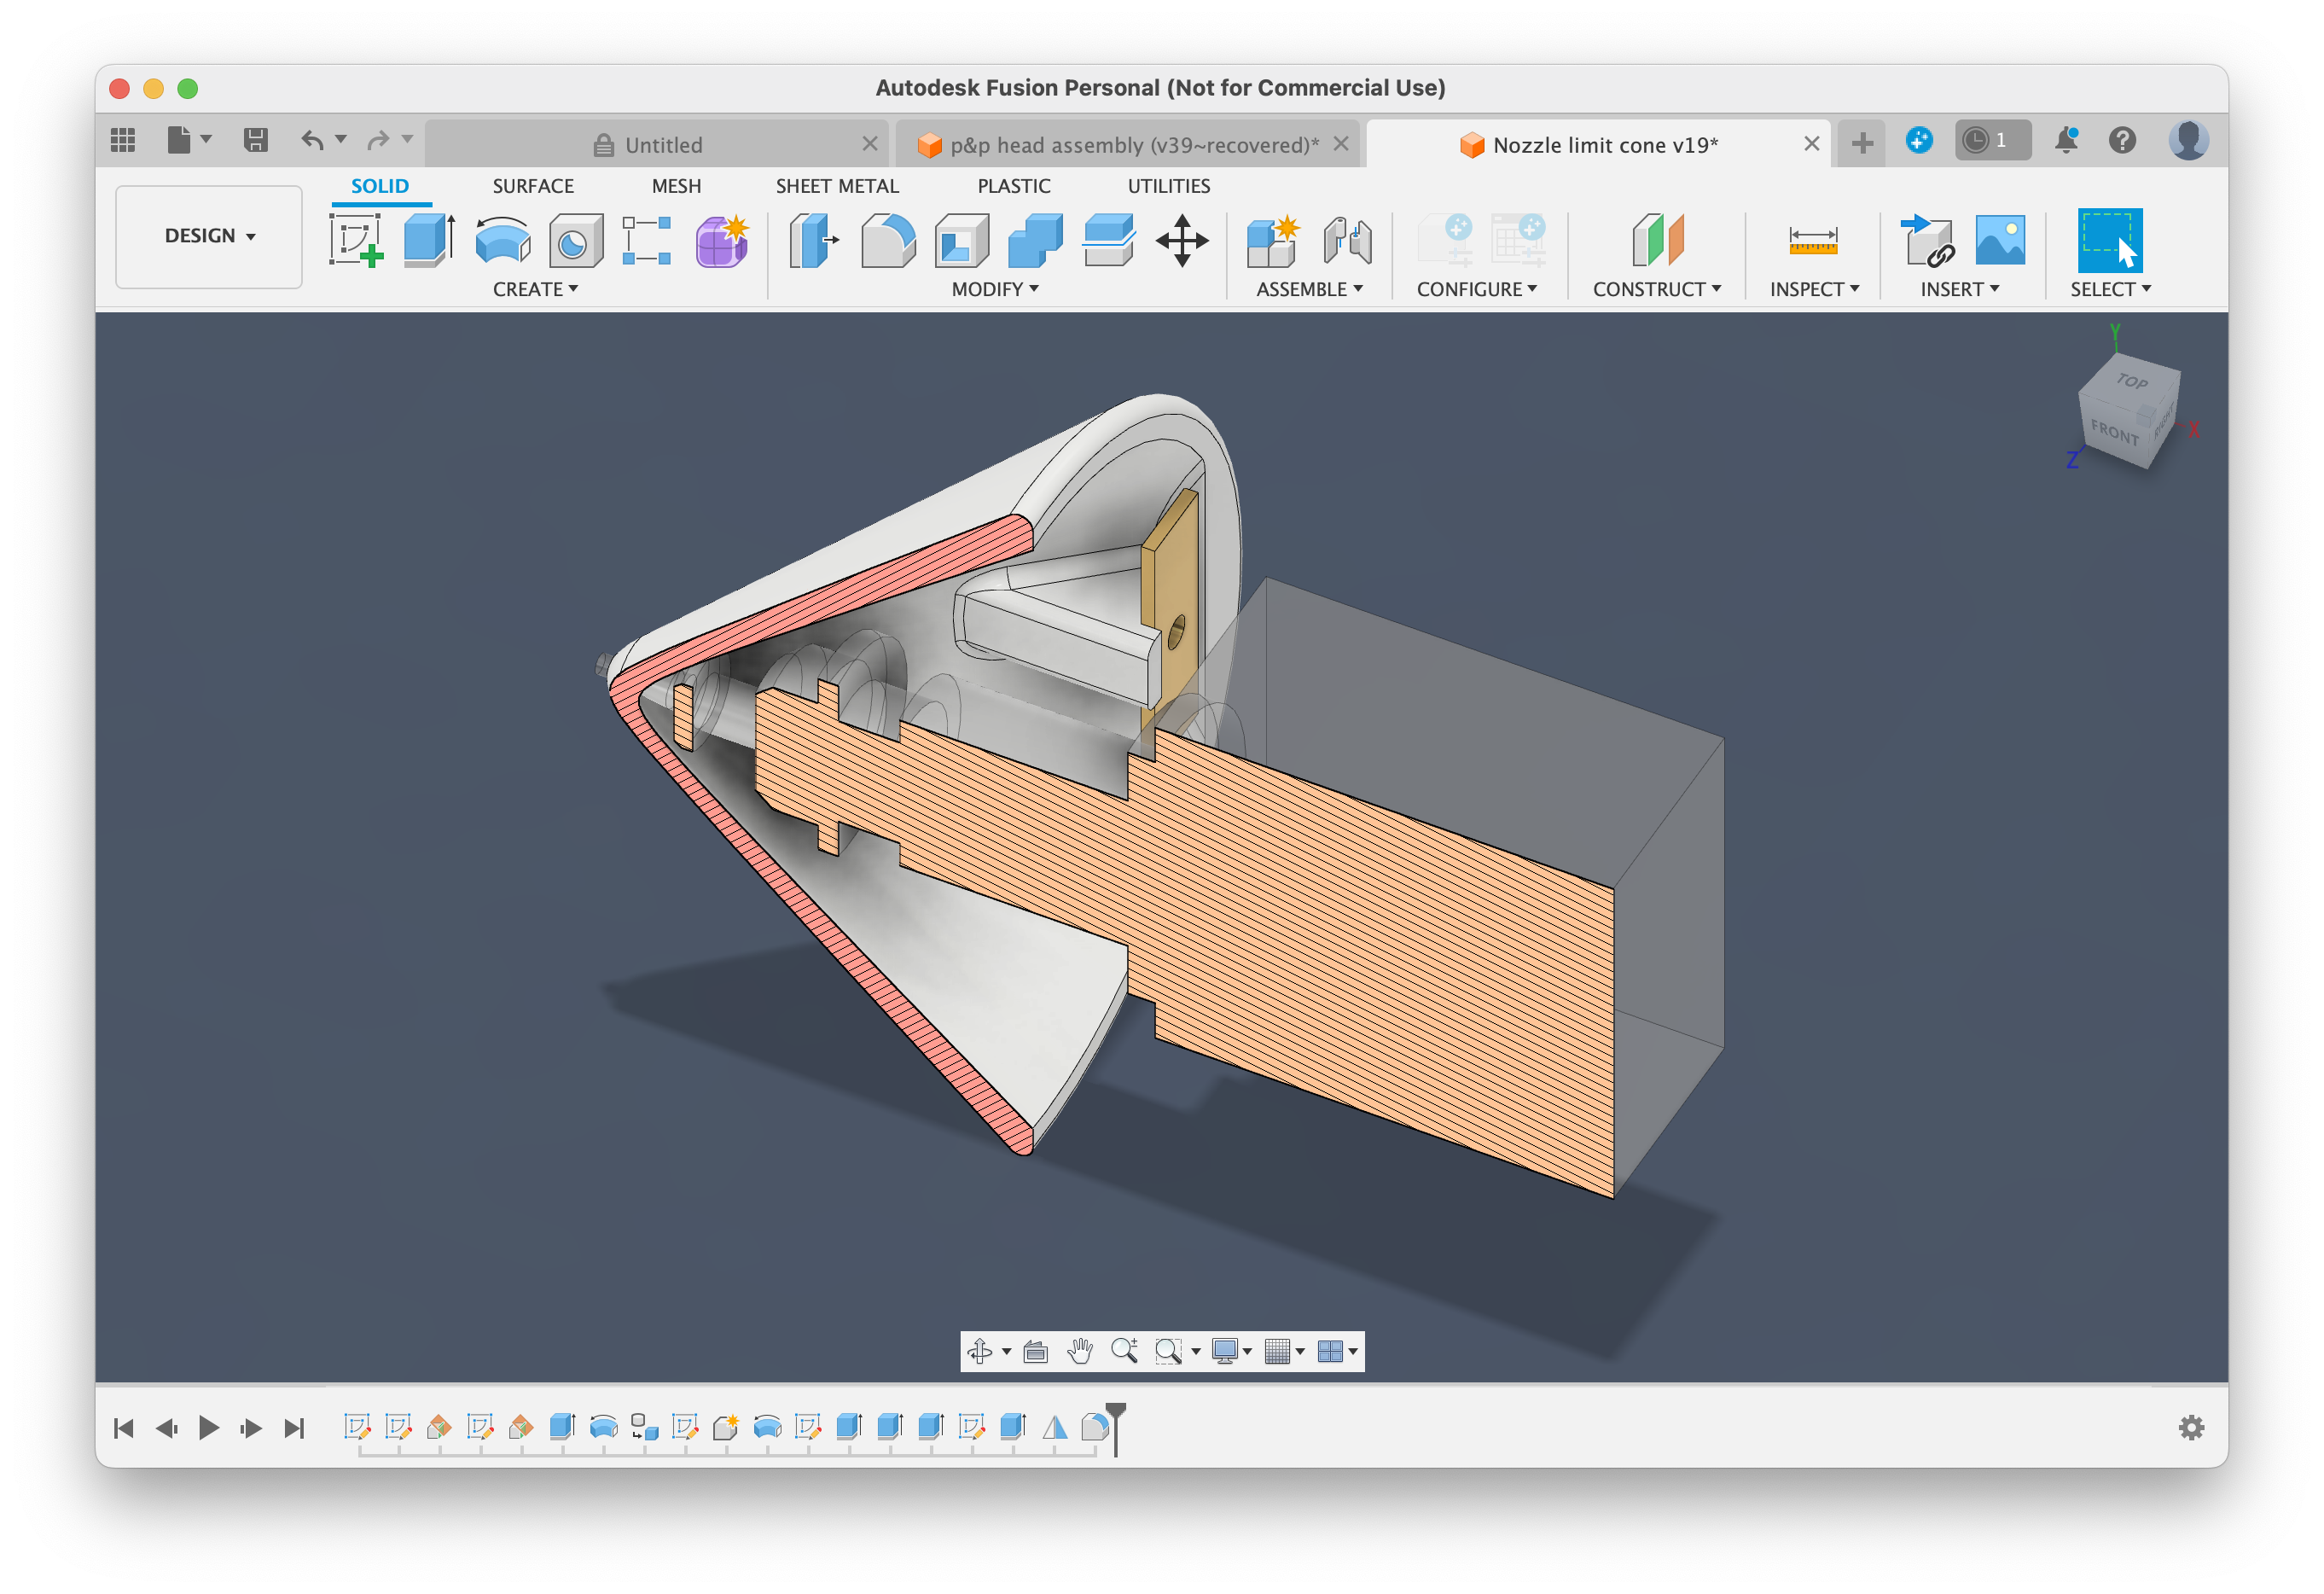 Autodesk Fusion Personal (Not for Commercial Use)
Untitled
p&p head assembly (v39~recovered)*
Nozzle limit cone v19*
1
SOLID SURFACE MESH SHEET METAL PLASTIC UTILITIES
DESIGN
CREATE MODIFY ASSEMBLE CONFIGURE CONSTRUCT INSPECT INSERT SELECT
Y
TOP
FRONT
RIGHT
X
Z